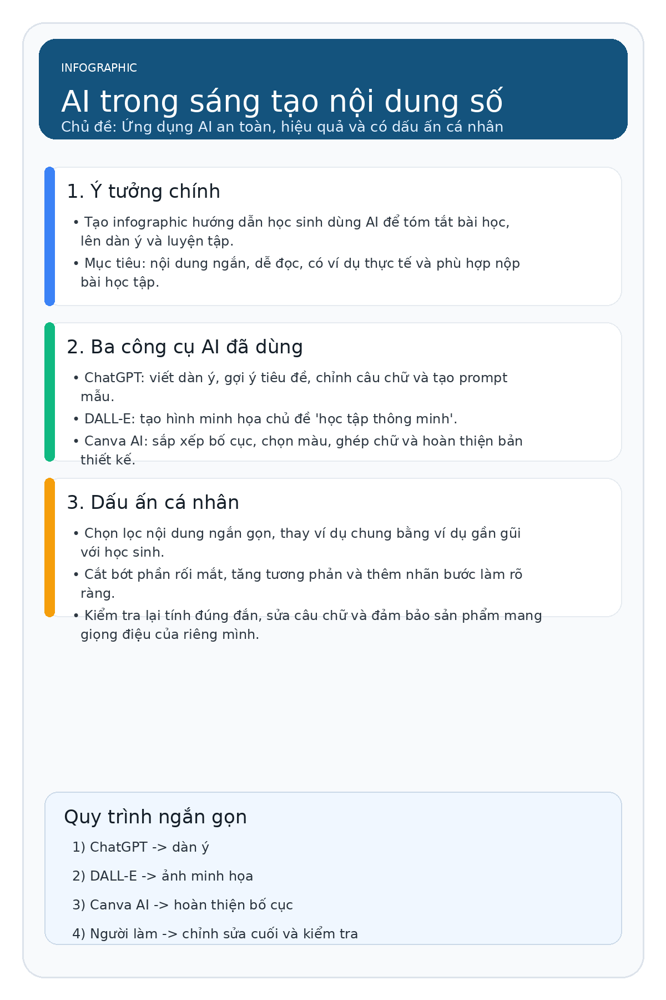 INFOGRAPHIC
AI trong sáng tạo nội dung số
Chủ đề: Ứng dụng AI an toàn, hiệu quả và có dấu ấn cá nhân
1. Ý tưởng chính
• Tạo infographic hướng dẫn học sinh dùng AI để tóm tắt bài học,
lên dàn ý và luyện tập.
• Mục tiêu: nội dung ngắn, dễ đọc, có ví dụ thực tế và phù hợp nộp
bài học tập.
2. Ba công cụ AI đã dùng
• ChatGPT: viết dàn ý, gợi ý tiêu đề, chỉnh câu chữ và tạo prompt
mẫu.
• DALL-E: tạo hình minh họa chủ đề 'học tập thông minh'.
• Canva AI: sắp xếp bố cục, chọn màu, ghép chữ và hoàn thiện bản
thiết kế.
3. Dấu ấn cá nhân
• Chọn lọc nội dung ngắn gọn, thay ví dụ chung bằng ví dụ gần gũi
với học sinh.
• Cắt bớt phần rối mắt, tăng tương phản và thêm nhãn bước làm rõ
ràng.
• Kiểm tra lại tính đúng đắn, sửa câu chữ và đảm bảo sản phẩm mang
giọng điệu của riêng mình.
Quy trình ngắn gọn
1) ChatGPT -> dàn ý
2) DALL-E -> ảnh minh họa
3) Canva AI -> hoàn thiện bố cục
4) Người làm -> chỉnh sửa cuối và kiểm tra